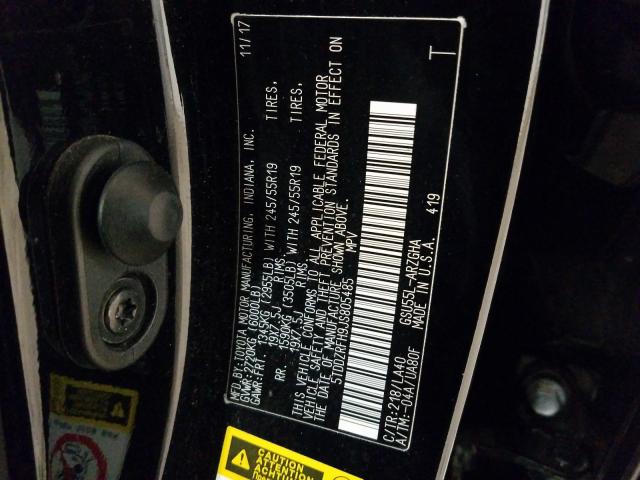 MFD.BY:TOYOTA MOTOR MANUFACTURING, INDIANA, INC. 11/17
GVWR:2720KG(6000LB)
GAWR:FRT. 1345KG(2955LB)WITH 245/55R19 TIRES,
19X7.5J RIMS
RR. 1590KG(3505LB)WITH 245/55R19 TIRES,
19X7.5J RIMS
THIS VEHICLE CONFORMS TO ALL APPLICABLE FEDERAL MOTOR
VEHICLE SAFETY AND THEFT PREVENTION STANDARDS IN EFFECT ON
THE DATE OF MANUFACTURE SHOWN ABOVE.
5TDDZRFH9JS805485 MPV
T
C/TR:218/LA40 GSU55L-ARZGHA
A/TM:-04A/UA80F MADE IN U.S.A. 419
CAUTION
ATTENTION